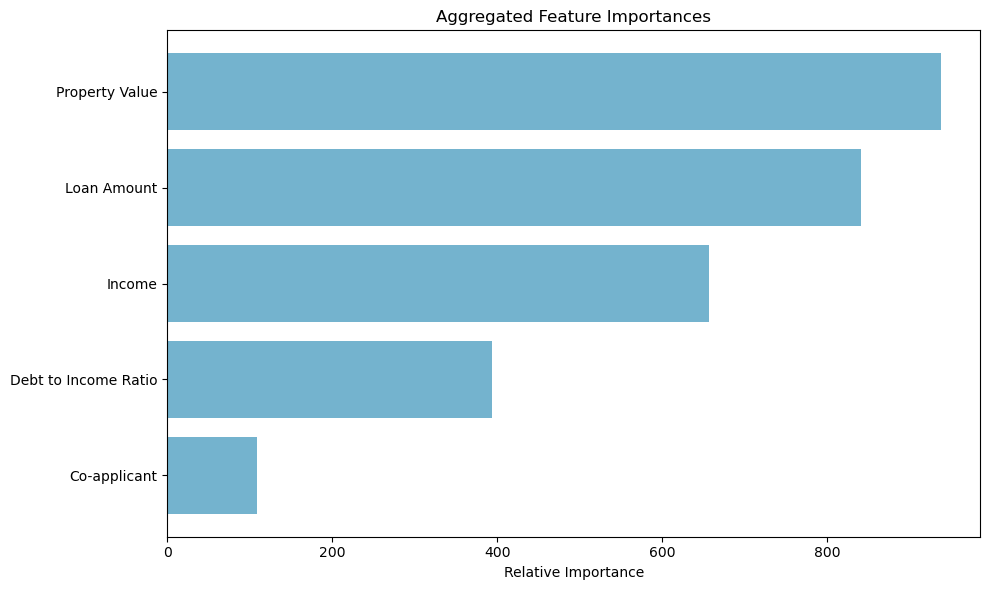 Aggregated Feature Importances
Property Value
Loan Amount
Income
Debt to Income Ratio
Co-applicant
0 200 400 600 800
Relative Importance